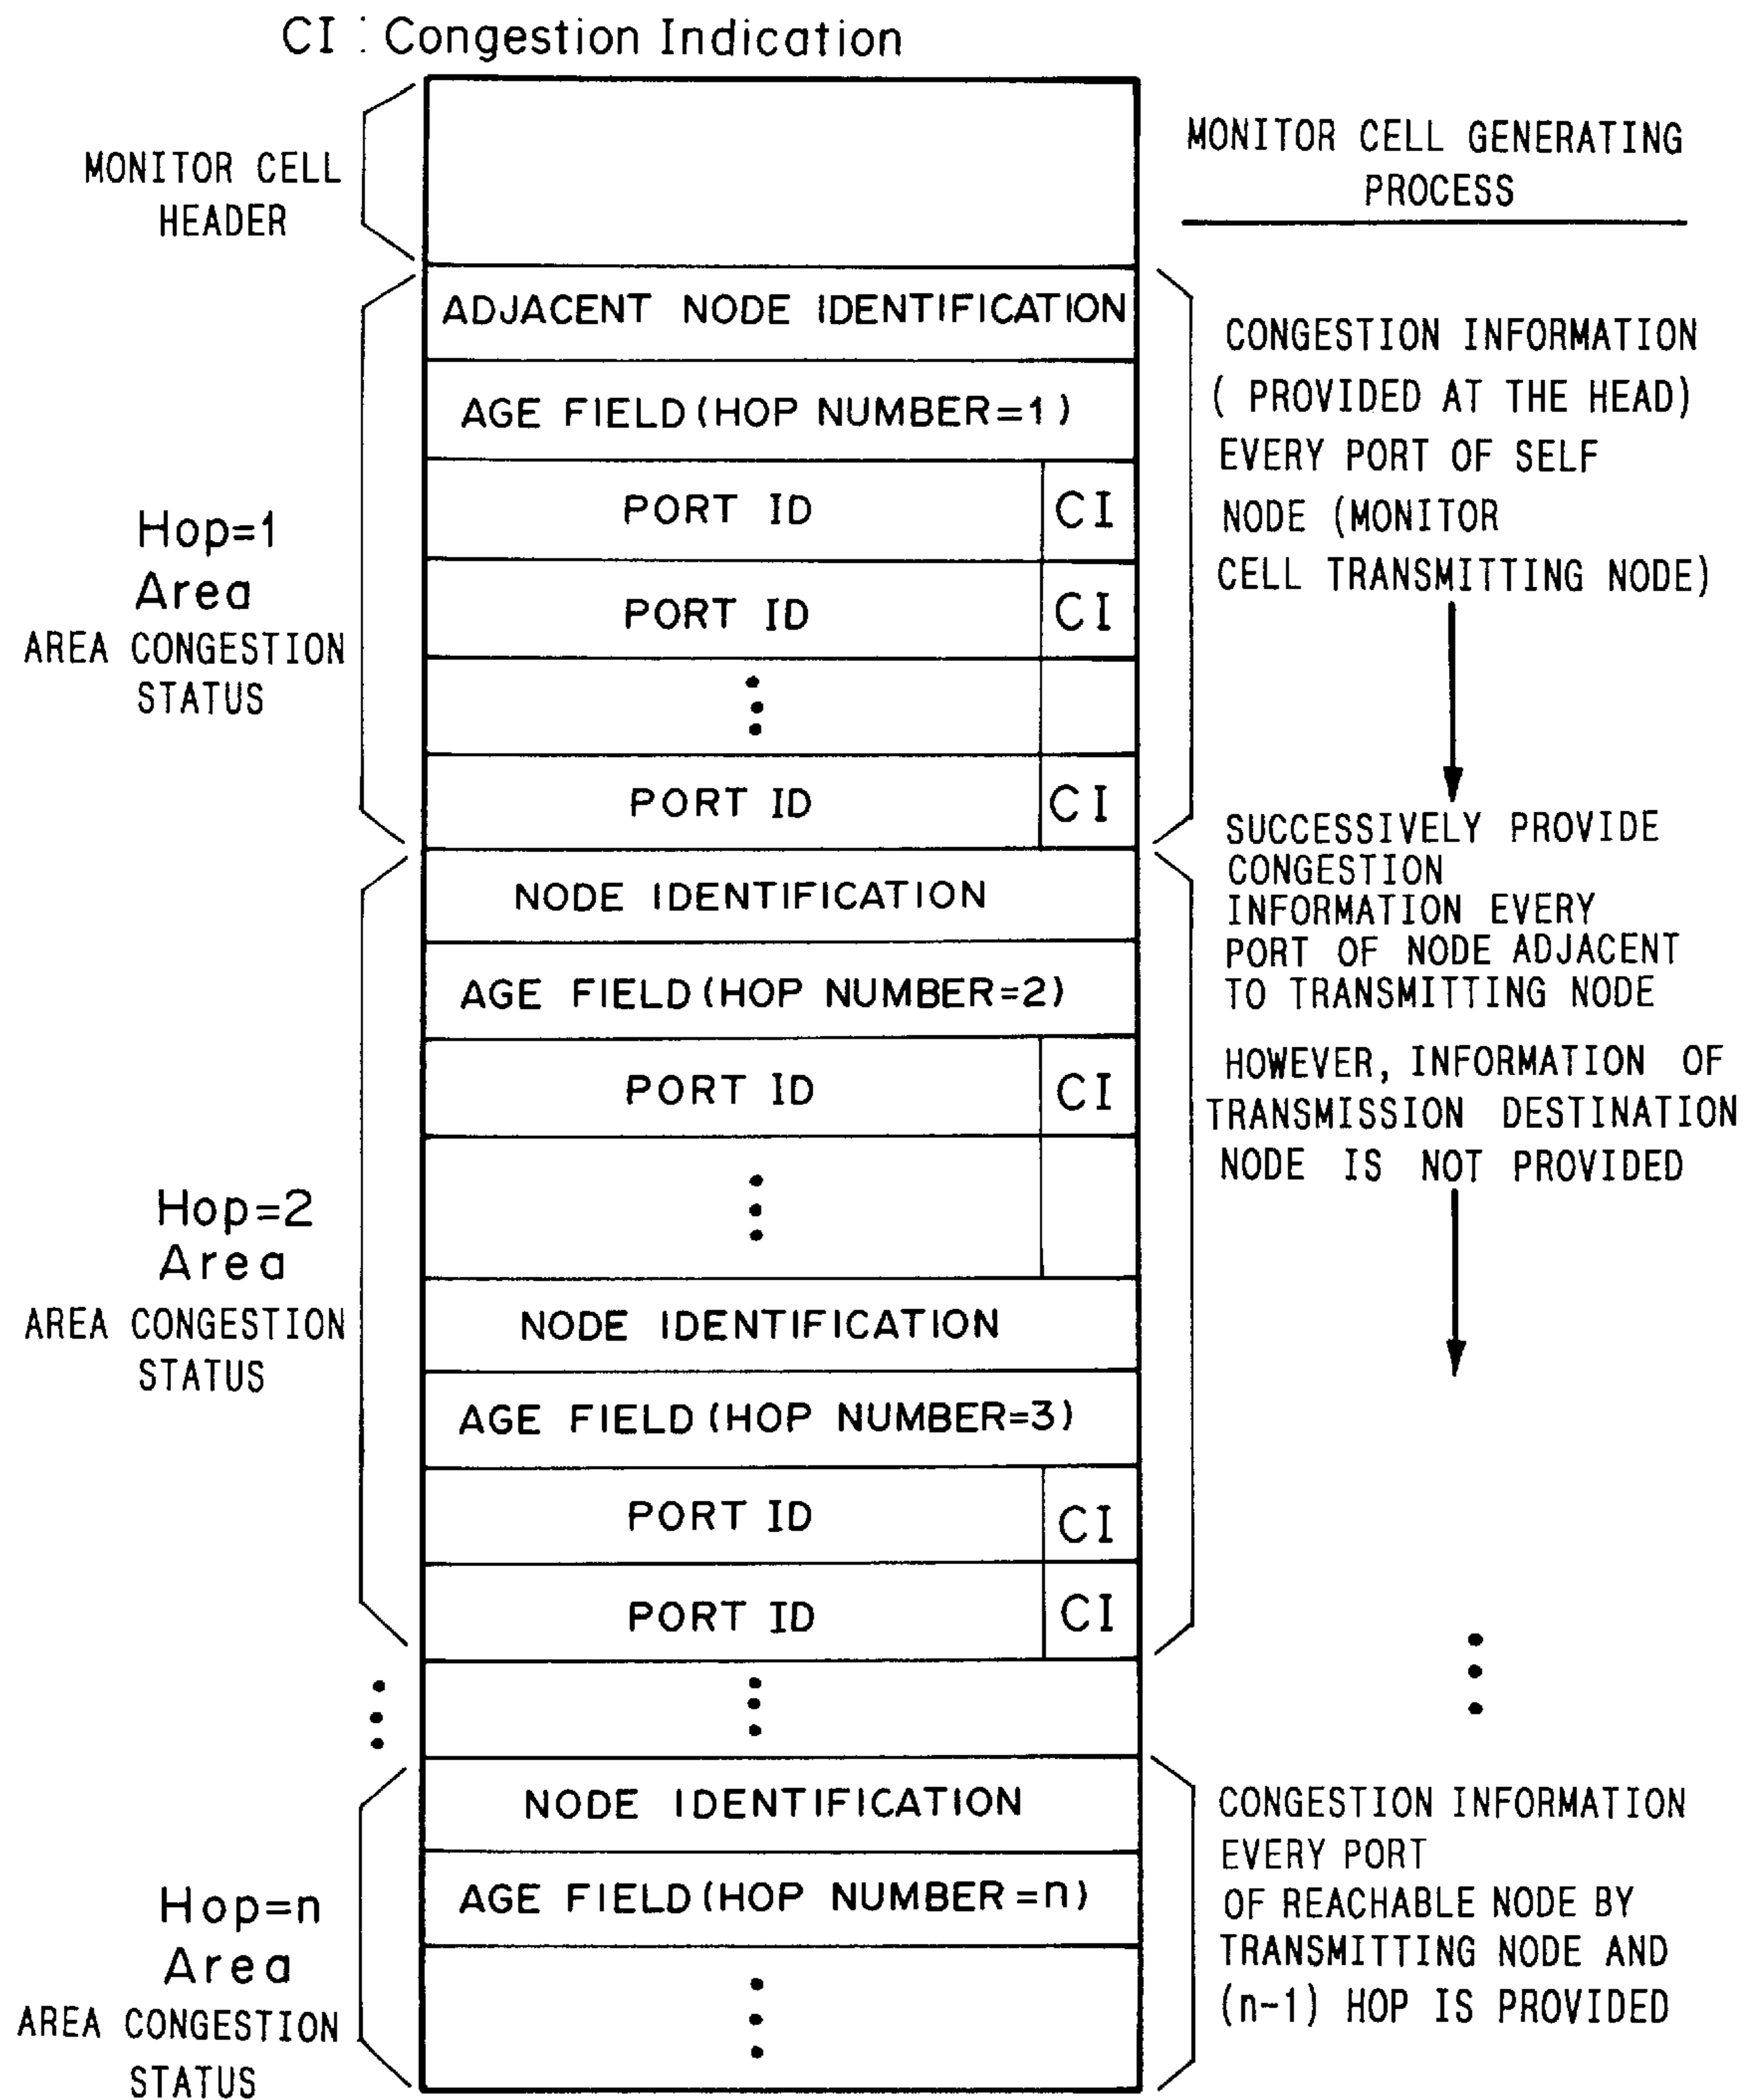 CI : Congestion Indication
MONITOR CELL
HEADER
MONITOR CELL GENERATING
PROCESS
Hop=1
Area
AREA CONGESTION
STATUS
ADJACENT NODE IDENTIFICATION
AGE FIELD (HOP NUMBER=1)
PORT ID CI
PORT ID CI
PORT ID CI
CONGESTION INFORMATION
( PROVIDED AT THE HEAD)
EVERY PORT OF SELF
NODE (MONITOR
CELL TRANSMITTING NODE)
Hop=2
Area
AREA CONGESTION
STATUS
NODE IDENTIFICATION
AGE FIELD (HOP NUMBER=2)
PORT ID CI
NODE IDENTIFICATION
AGE FIELD (HOP NUMBER=3)
PORT ID CI
PORT ID CI
SUCCESSIVELY PROVIDE
CONGESTION
INFORMATION EVERY
PORT OF NODE ADJACENT
TO TRANSMITTING NODE
HOWEVER, INFORMATION OF
TRANSMISSION DESTINATION
NODE IS NOT PROVIDED
Hop=n
Area
AREA CONGESTION
STATUS
NODE IDENTIFICATION
AGE FIELD (HOP NUMBER=n)
CONGESTION INFORMATION
EVERY PORT
OF REACHABLE NODE BY
TRANSMITTING NODE AND
(n-1) HOP IS PROVIDED